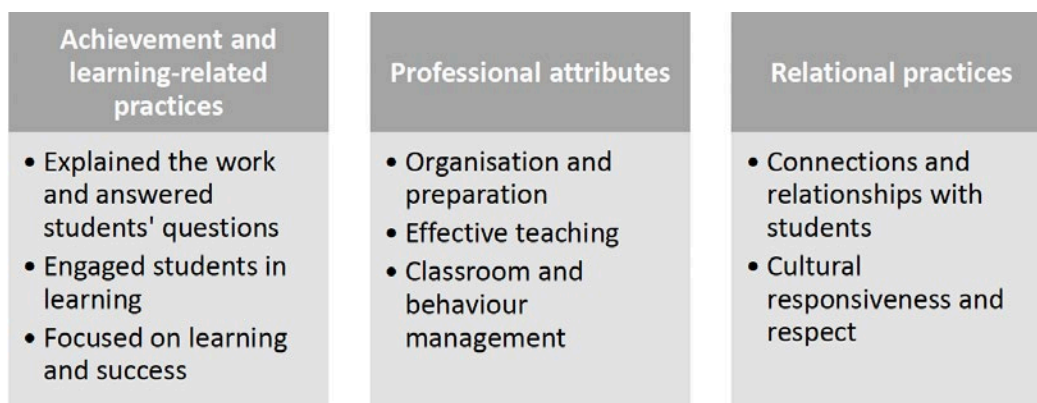 Achievement and
learning-related
practices
• Explained the work
and answered
students' questions
• Engaged students in
learning
• Focused on learning
and success
Professional attributes
• Organisation and
preparation
• Effective teaching
• Classroom and
behaviour
management
Relational practices
• Connections and
relationships with
students
• Cultural
responsiveness and
respect